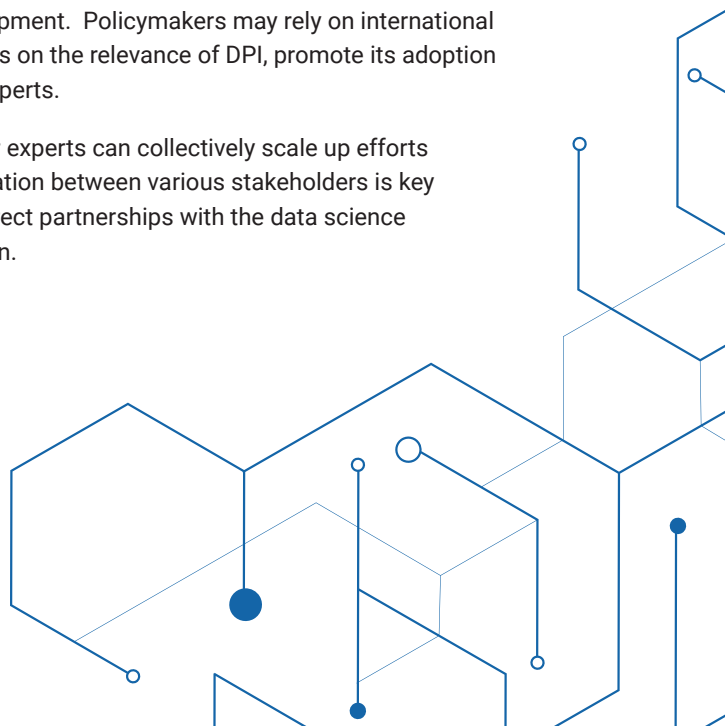 pment. Policymakers may rely on international
s on the relevance of DPI, promote its adoption
perts.
r experts can collectively scale up efforts
ation between various stakeholders is key
ect partnerships with the data science
n.